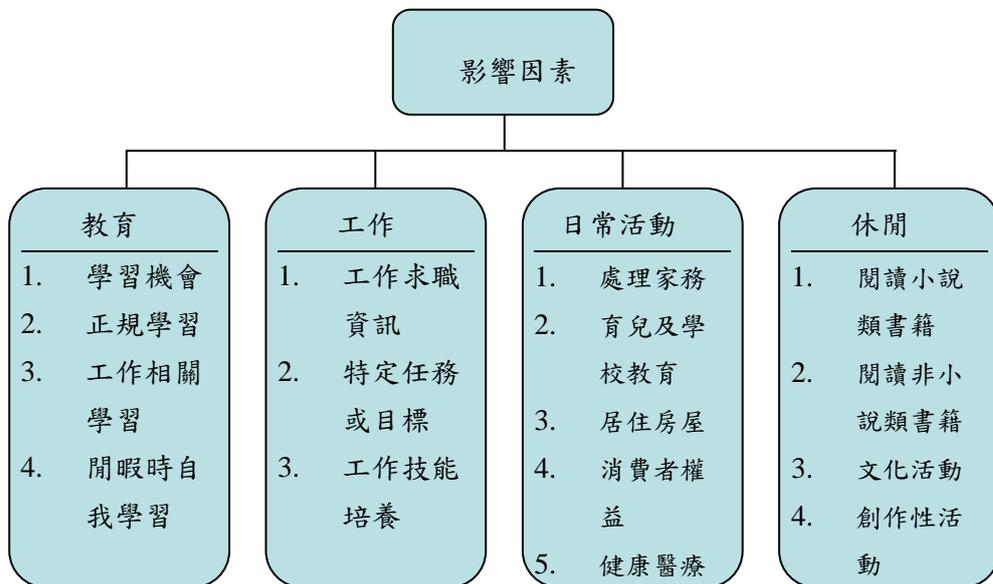 影響因素
教育
1. 學習機會
2. 正規學習
3. 工作相關
學習
4. 閒暇時自
我學習
工作
1. 工作求職
資訊
2. 特定任務
或目標
3. 工作技能
培養
日常活動
1. 處理家務
2. 育兒及學
校教育
3. 居住房屋
4. 消費者權
益
5. 健康醫療
休閒
1. 閱讀小說
類書籍
2. 閱讀非小
說類書籍
3. 文化活動
4. 創作性活
動